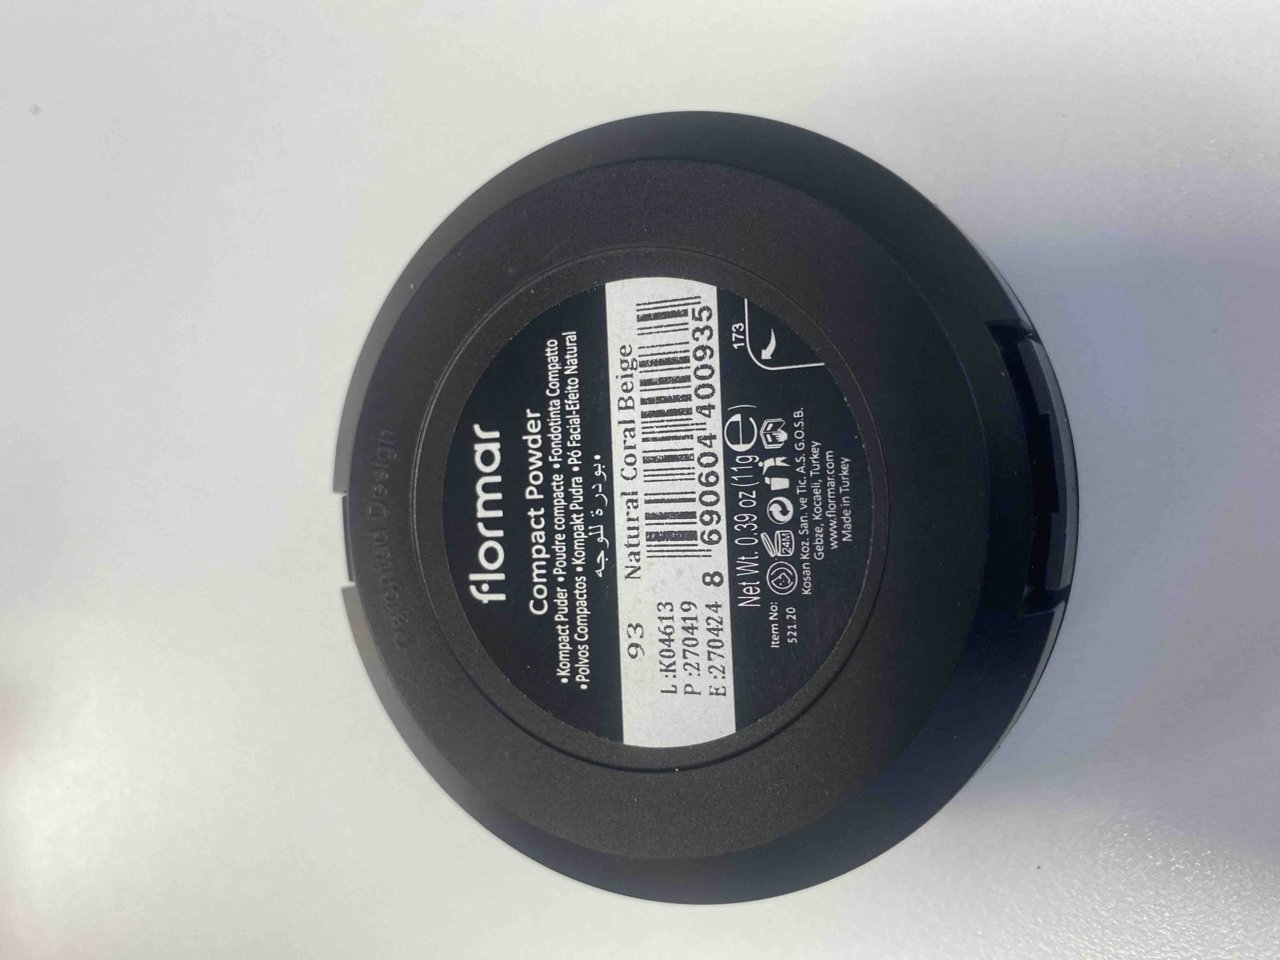 flormar
Compact Powder
•Kompact Puder •Poudre compacte •Fondotinta Compatto
•Polvos Compactos •Kompakt Pudra •Pó Facial-Efeito Natural
•بودرة للوجه
93 Natural Coral Beige
L:K04613
P:270419
E:270424
8 690604 400935
Net Wt. 0.39 oz (11g e)
173
Item No:
521.20
24M
Kosan Koz. San. ve Tic. A.S. G.O.S.B.
Gebze, Kocaeli, Turkey
www.flormar.com
Made in Turkey
Design